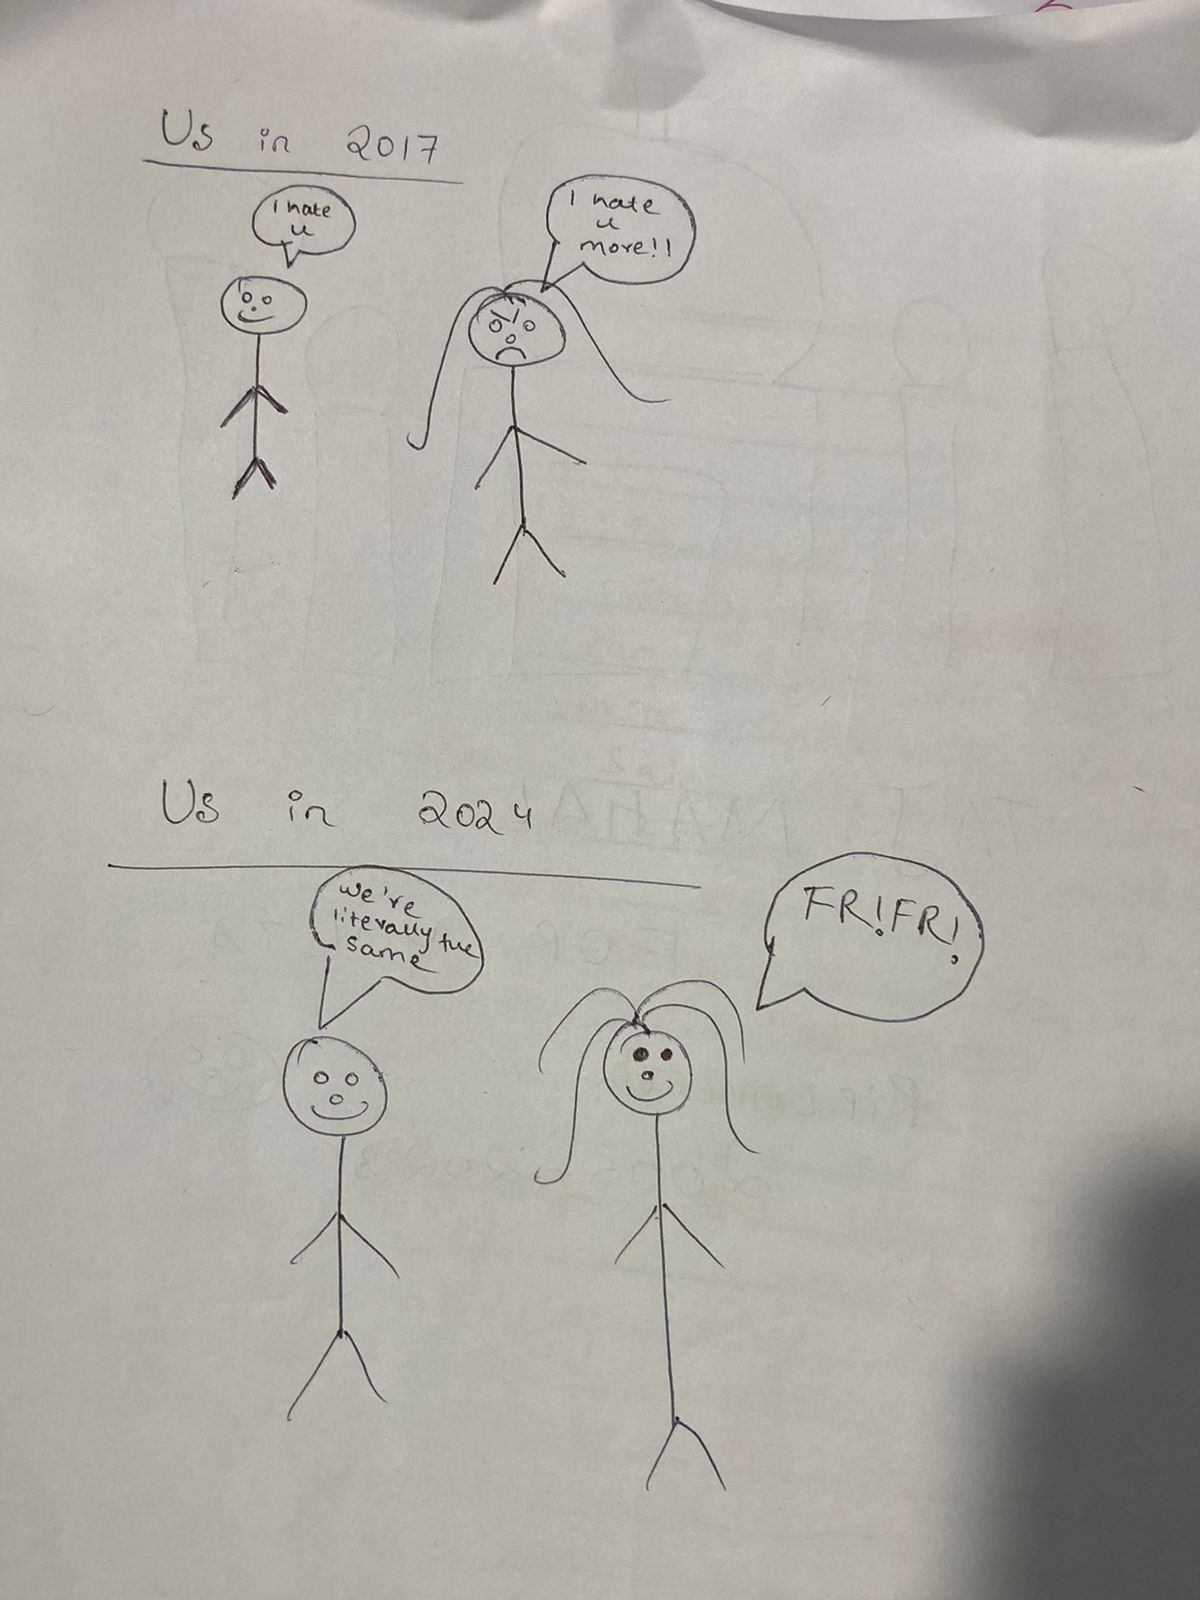 Us in 2017
I hate
u
I hate
u
more!!
Us in 2024
We're
literally the
same
FR!FR!